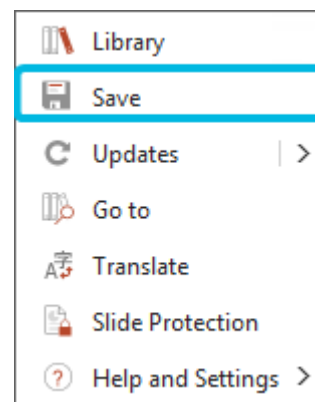 Library
Save
Updates
Go to
Translate
Slide Protection
Help and Settings